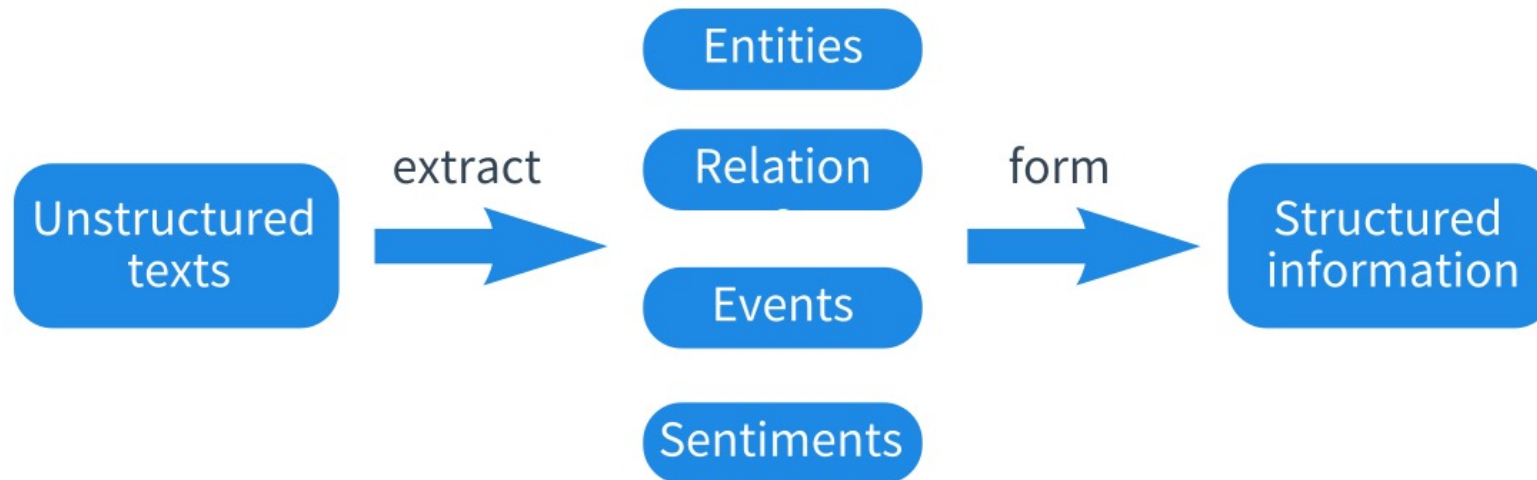 Entities
extract
Relation
form
Unstructured
texts
Structured
information
Events
Sentiments